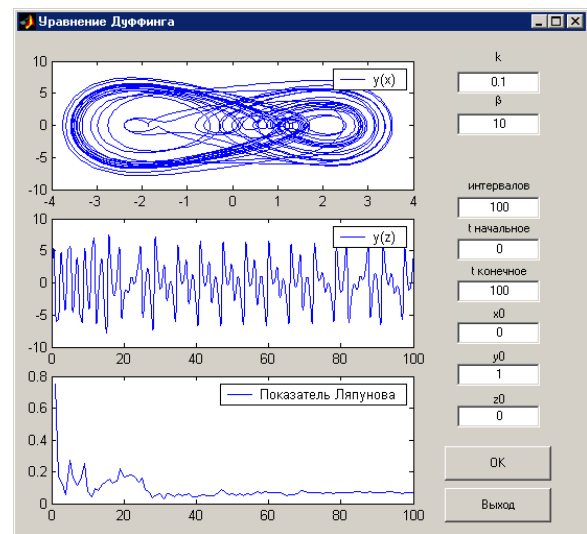 Уравнение Дуффинга
10
5
0
-5
-10
-4 -3 -2 -1 0 1 2 3 4
y(x)
10
5
0
-5
-10
0 20 40 60 80 100
y(z)
0.8
0.6
0.4
0.2
0
0 20 40 60 80 100
Показатель Ляпунова
k
0.1
β
10
интервалов
100
t начальное
0
t конечное
100
x0
0
y0
1
z0
0
OK
Выход